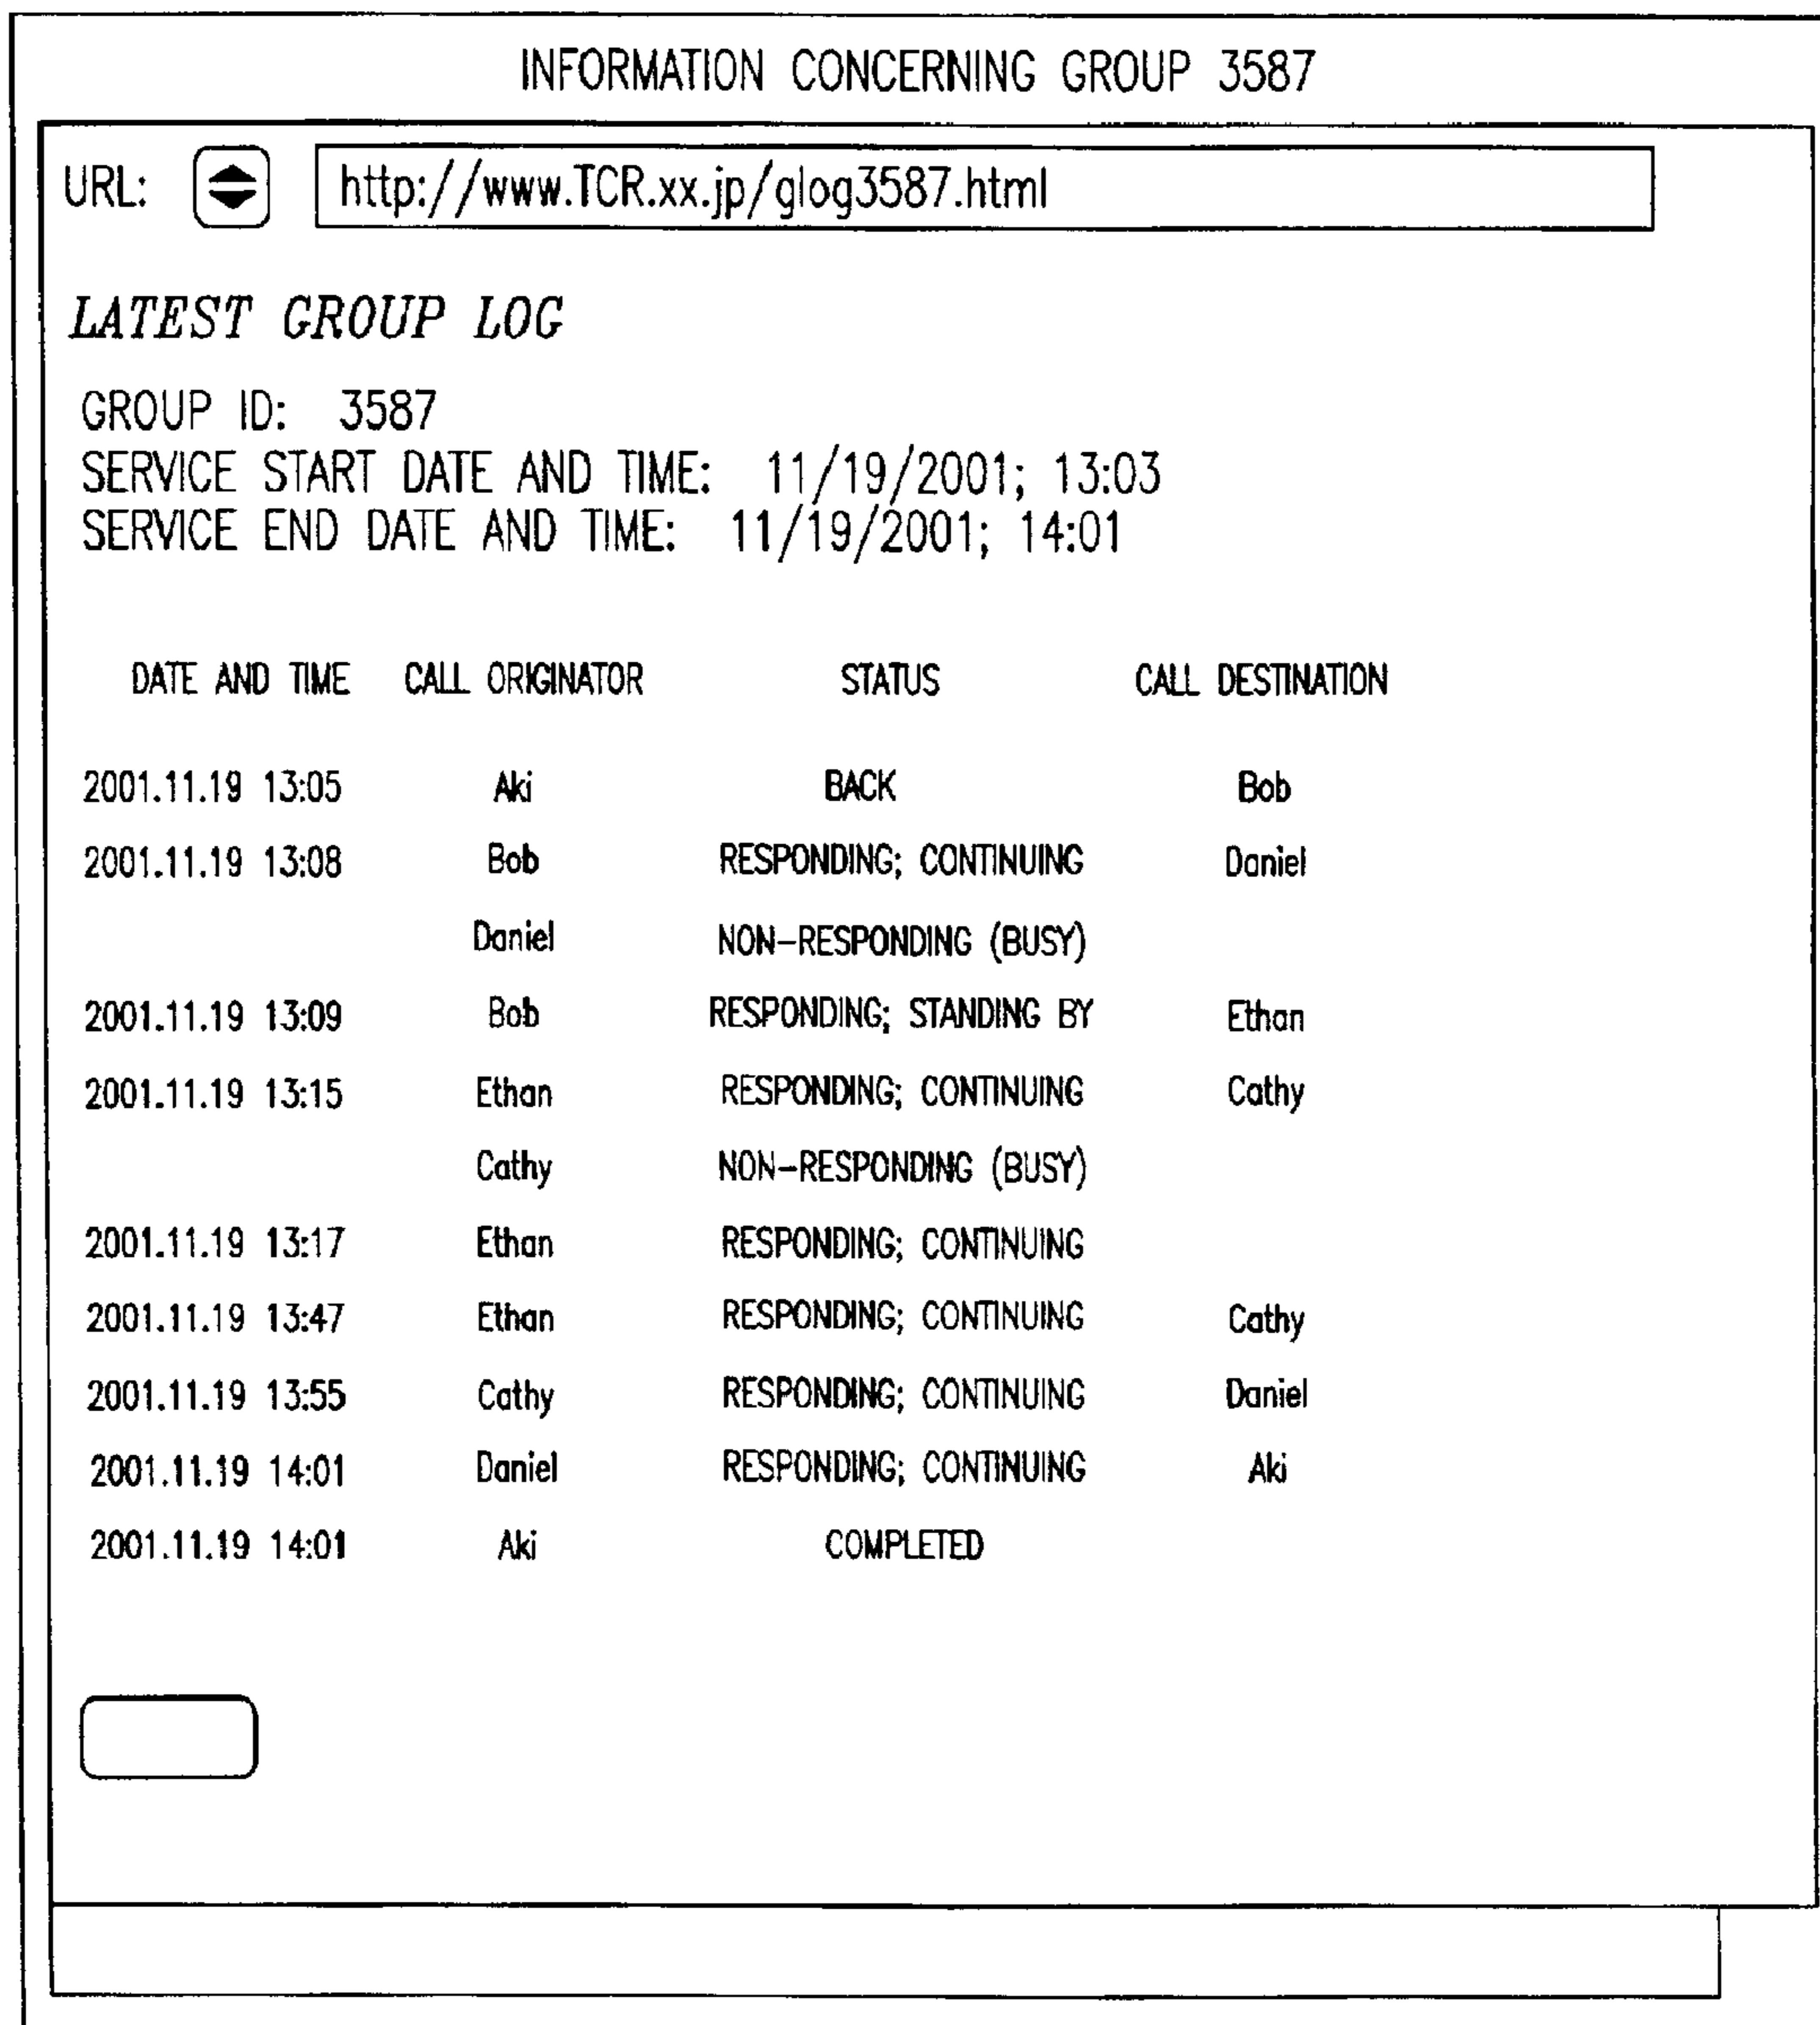 INFORMATION CONCERNING GROUP 3587
URL: http://www.TCR.xx.jp/glog3587.html
LATEST GROUP LOG
GROUP ID: 3587
SERVICE START DATE AND TIME: 11/19/2001; 13:03
SERVICE END DATE AND TIME: 11/19/2001; 14:01
DATE AND TIME CALL ORIGINATOR STATUS CALL DESTINATION
2001.11.19 13:05 Aki BACK Bob
2001.11.19 13:08 Bob RESPONDING; CONTINUING Daniel
Daniel NON-RESPONDING (BUSY)
2001.11.19 13:09 Bob RESPONDING; STANDING BY Ethan
2001.11.19 13:15 Ethan RESPONDING; CONTINUING Cathy
Cathy NON-RESPONDING (BUSY)
2001.11.19 13:17 Ethan RESPONDING; CONTINUING
2001.11.19 13:47 Ethan RESPONDING; CONTINUING Cathy
2001.11.19 13:55 Cathy RESPONDING; CONTINUING Daniel
2001.11.19 14:01 Daniel RESPONDING; CONTINUING Aki
2001.11.19 14:01 Aki COMPLETED